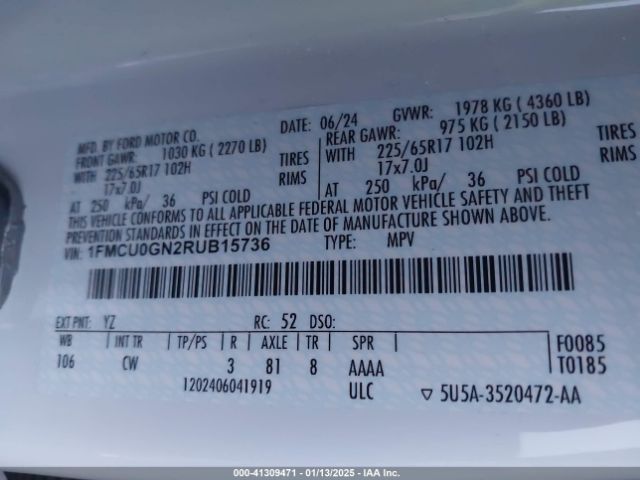 MFD. BY FORD MOTOR CO.
DATE: 06/24 GVWR: 1978 KG ( 4360 LB)
FRONT GAWR: 1030 KG ( 2270 LB) REAR GAWR: 975 KG ( 2150 LB)
WITH 225/65R17 102H TIRES WITH 225/65R17 102H TIRES
17x7.0J RIMS 17x7.0J RIMS
AT 250 kPa/ 36 PSI COLD AT 250 kPa/ 36 PSI COLD
THIS VEHICLE CONFORMS TO ALL APPLICABLE FEDERAL MOTOR VEHICLE SAFETY AND THEFT
PREVENTION STANDARDS IN EFFECT ON THE DATE OF MANUFACTURE SHOWN ABOVE.
VIN: 1FMCU0GN2RUB15736 TYPE: MPV
EXT PNT: YZ RC: 52 DSO:
WB INT TR TP/PS R AXLE TR SPR F0085
106 CW 3 81 8 AAAA T0185
1202406041919 ULC ▽ 5U5A-3520472-AA
000-41309471 - 01/13/2025 - IAA Inc.